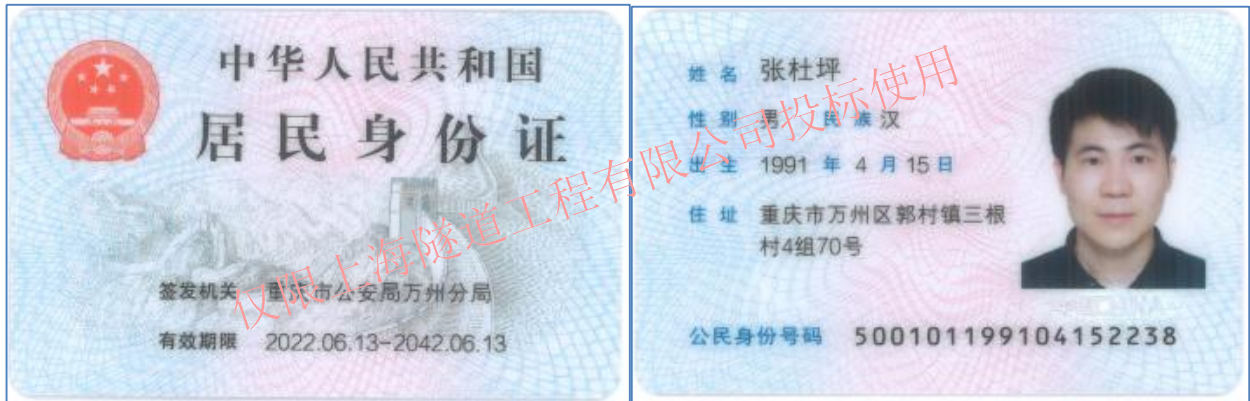 中华人民共和国
居民身份证
签发机关 重庆市公安局万州分局
有效期限 2022.06.13-2042.06.13
姓名 张杜坪
性别 男 民族 汉
出生 1991 年 4 月 15 日
住址 重庆市万州区郭村镇三根
村4组70号
公民身份号码 500101199104152238
仅限上海隧道工程有限公司投标使用